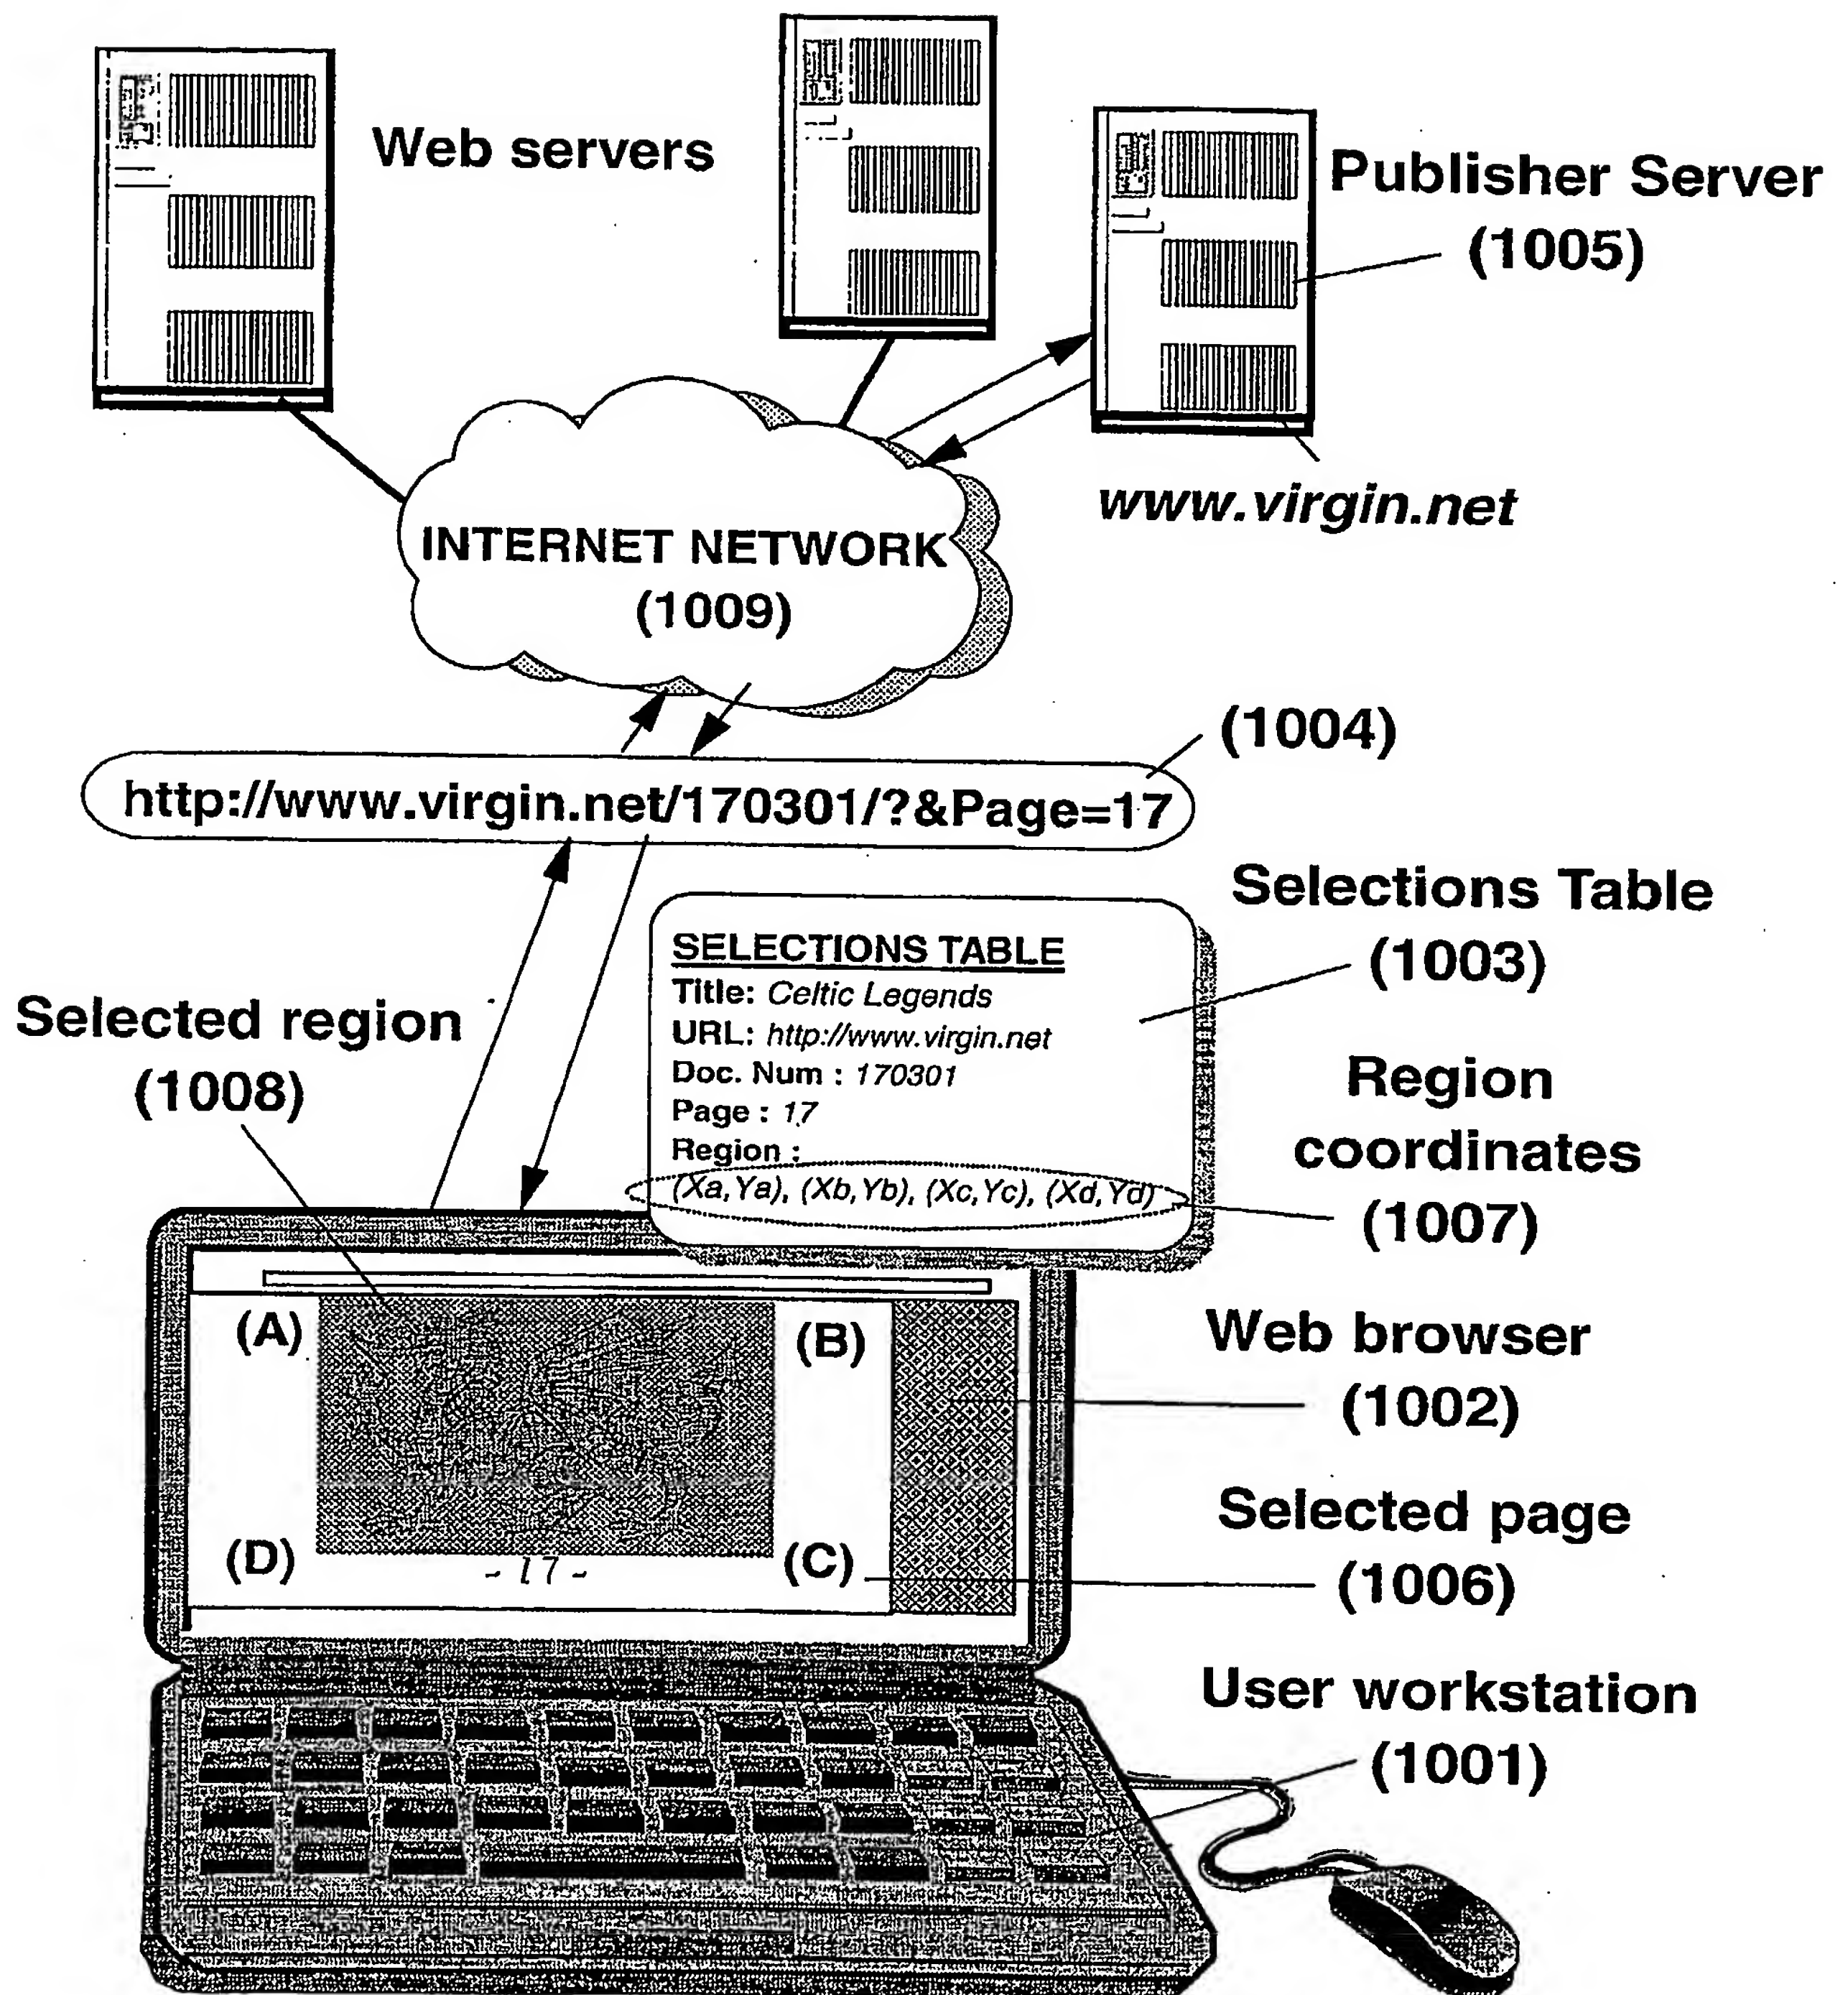 Web servers
Publisher Server
(1005)
www.virgin.net
INTERNET NETWORK
(1009)
(1004)
http://www.virgin.net/170301/?&Page=17
Selections Table
(1003)
SELECTIONS TABLE
Title: Celtic Legends
URL: http://www.virgin.net
Doc. Num : 170301
Page : 17
Region :
(Xa,Ya), (Xb,Yb), (Xc,Yc), (Xd,Yd)
Selected region
(1008)
Region
coordinates
(1007)
(A)
(B)
Web browser
(1002)
(D)
- 17 -
(C)
Selected page
(1006)
User workstation
(1001)